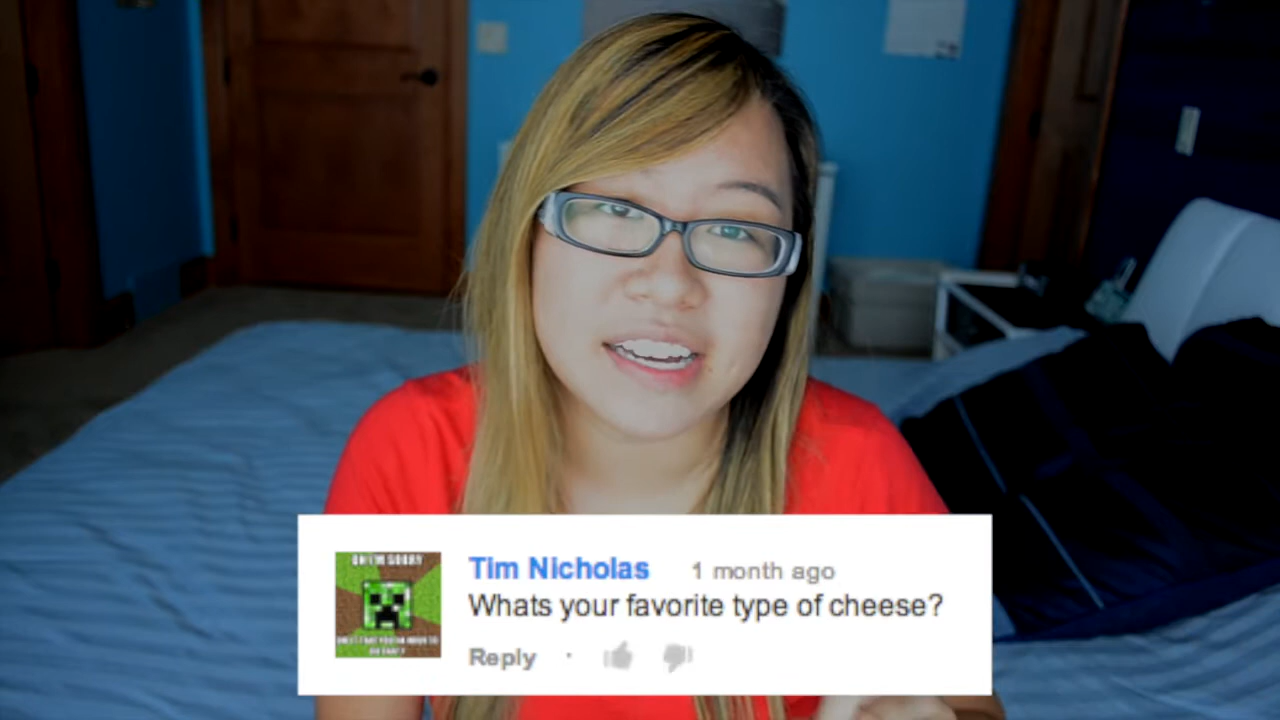 Tim Nicholas 1 month ago
Whats your favorite type of cheese?
Reply ·